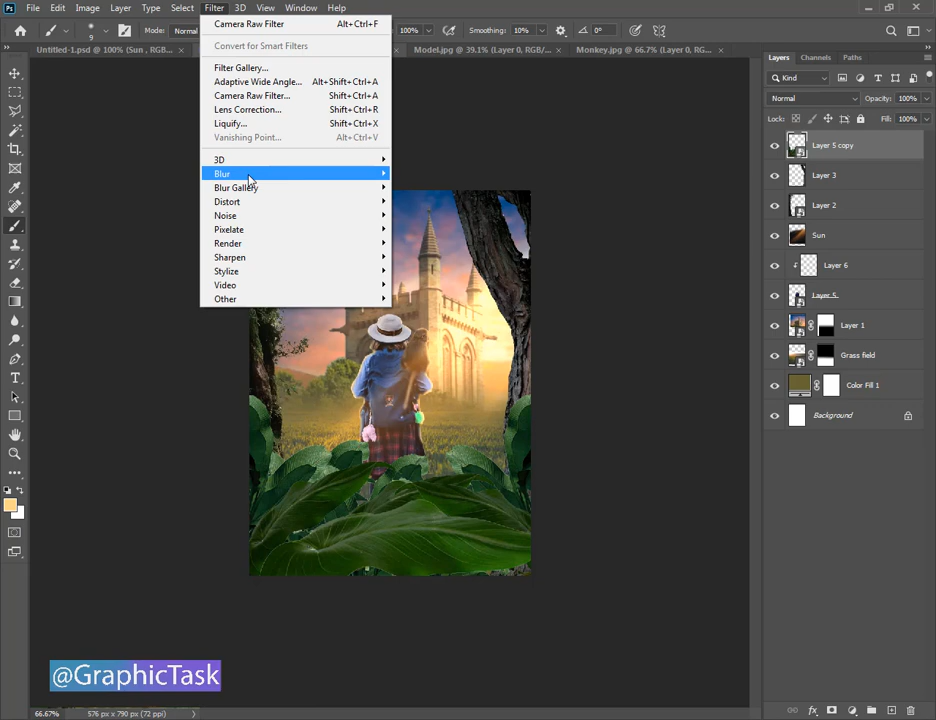 Ps File Edit Image Layer Type Select Filter 3D View Window Help
9 Mode: Normal 100% Smoothing: 10% 0°
Untitled-1.psd @ 100% (Sun , RGB/8) * × Model.jpg @ 39.1% (Layer 0, RGB/... × Monkey.jpg @ 66.7% (Layer 0, RG... ×
Camera Raw Filter Alt+Ctrl+F
Convert for Smart Filters
Filter Gallery...
Adaptive Wide Angle... Alt+Shift+Ctrl+A
Camera Raw Filter... Shift+Ctrl+A
Lens Correction... Shift+Ctrl+R
Liquify... Shift+Ctrl+X
Vanishing Point... Alt+Ctrl+V
3D
Blur
Blur Gallery
Distort
Noise
Pixelate
Render
Sharpen
Stylize
Video
Other
Layers Channels Paths
Kind
Normal Opacity: 100%
Lock: Fill: 100%
Layer 5 copy
Layer 3
Layer 2
Sun
Layer 6
Layer 5
Layer 1
Grass field
Color Fill 1
Background
@GraphicTask
66.67% 576 px x 790 px (72 ppi)